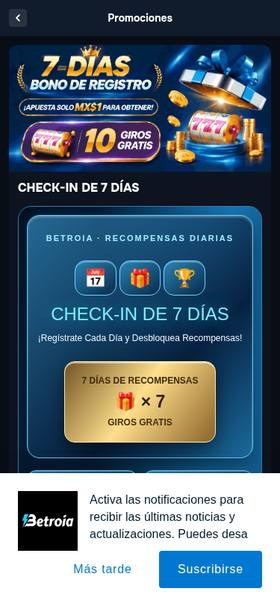 Promociones
7-DÍAS
BONO DE REGISTRO
¡APUESTA SOLO MX$1 PARA OBTENER!
10 GIROS
GRATIS
CHECK-IN DE 7 DÍAS
BETROIA · RECOMPENSAS DIARIAS
CHECK-IN DE 7 DÍAS
¡Regístrate Cada Día y Desbloquea Recompensas!
7 DÍAS DE RECOMPENSAS
× 7
GIROS GRATIS
Betroia
Activa las notificaciones para
recibir las últimas noticias y
actualizaciones. Puedes desa
Más tarde
Suscribirse